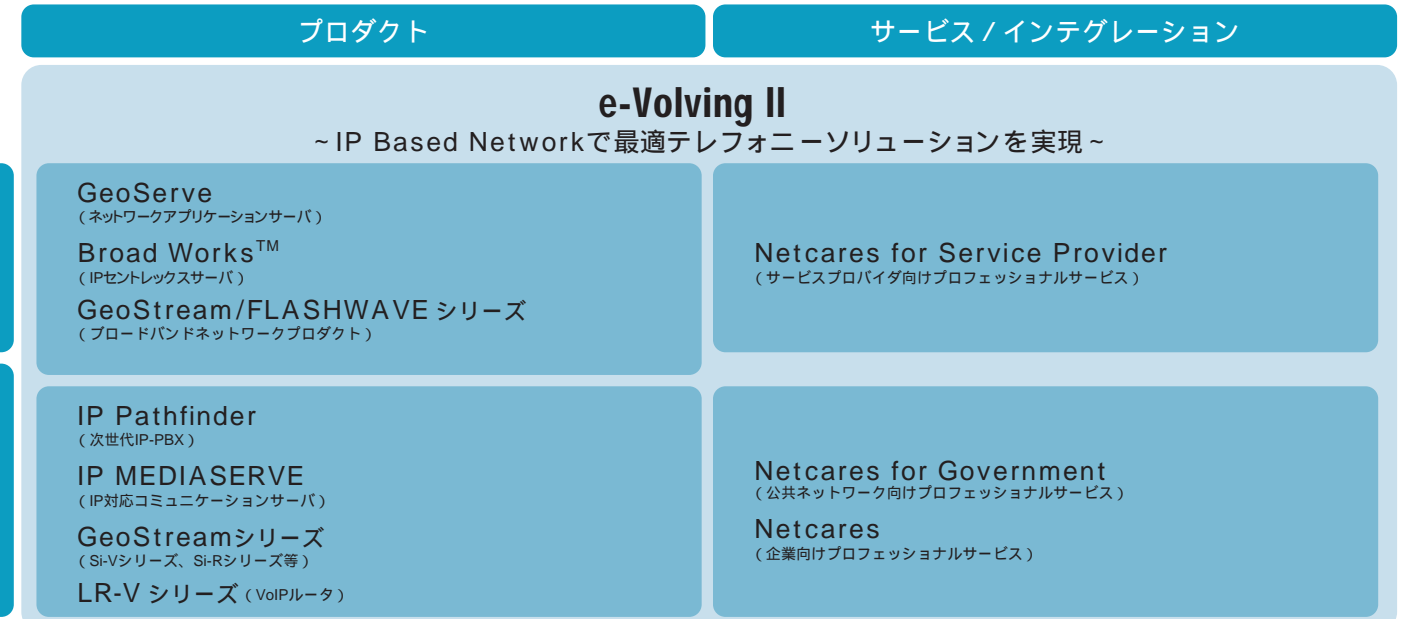 プロダクト
サービス / インテグレーション
e-Volving II
~IP Based Networkで最適テレフォニーソリューションを実現~
GeoServe
(ネットワークアプリケーションサーバ)
Broad Works™
(IPセントレックスサーバ)
GeoStream/FLASHWAVE シリーズ
(ブロードバンドネットワークプロダクト)
Netcares for Service Provider
(サービスプロバイダ向けプロフェッショナルサービス)
IP Pathfinder
(次世代IP-PBX)
IP MEDIASERVE
(IP対応コミュニケーションサーバ)
GeoStreamシリーズ
(Si-Vシリーズ、Si-Rシリーズ等)
LR-V シリーズ(VoIPルータ)
Netcares for Government
(公共ネットワーク向けプロフェッショナルサービス)
Netcares
(企業向けプロフェッショナルサービス)